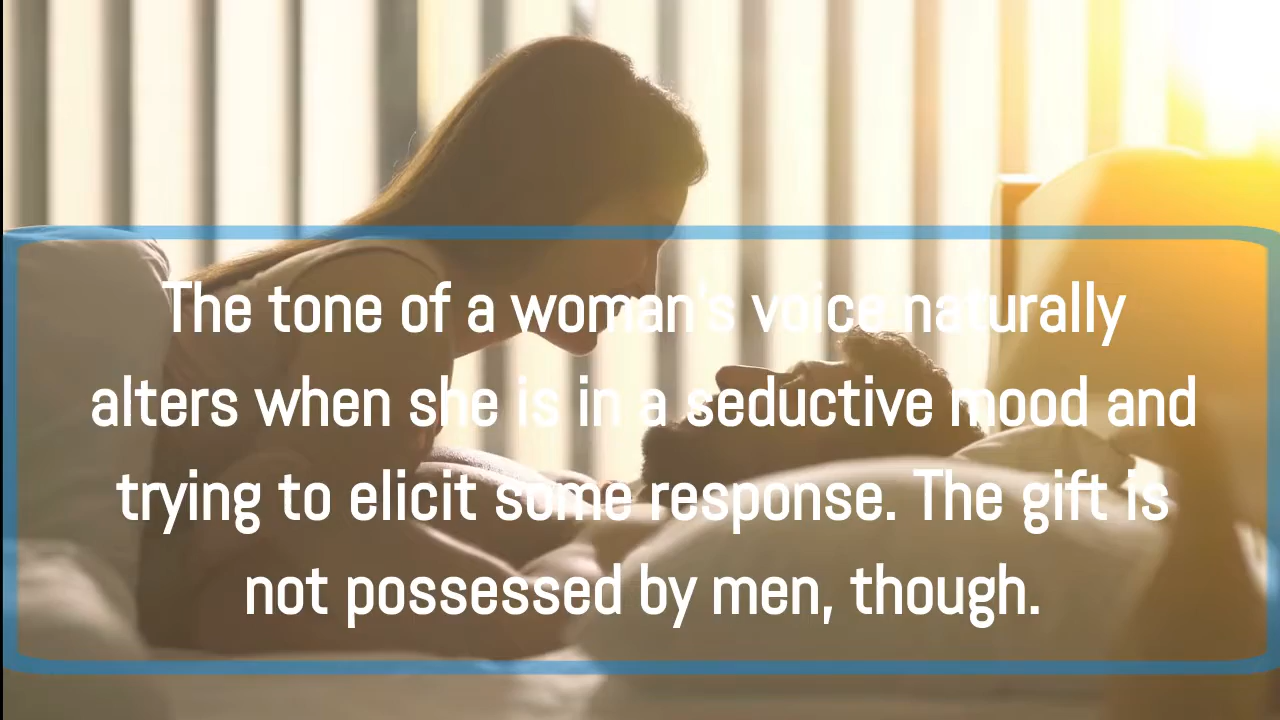 The tone of a woman's voice naturally
alters when she is in a seductive mood and
trying to elicit some response. The gift is
not possessed by men, though.